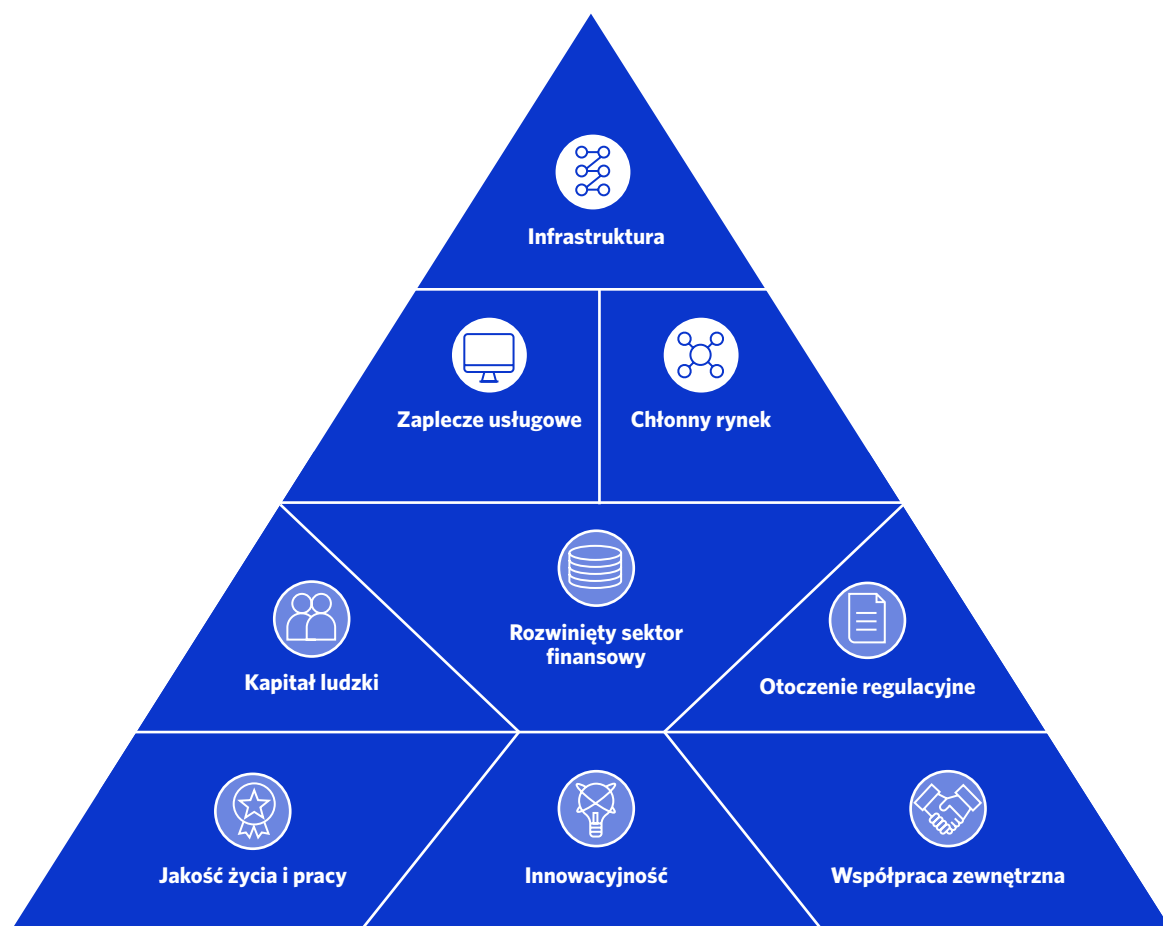 Infrastruktura
Zaplecze usługowe
Chłonny rynek
Rozwinięty sektor
finansowy
Kapitał ludzki
Otoczenie regulacyjne
Jakość życia i pracy
Innowacyjność
Współpraca zewnętrzna